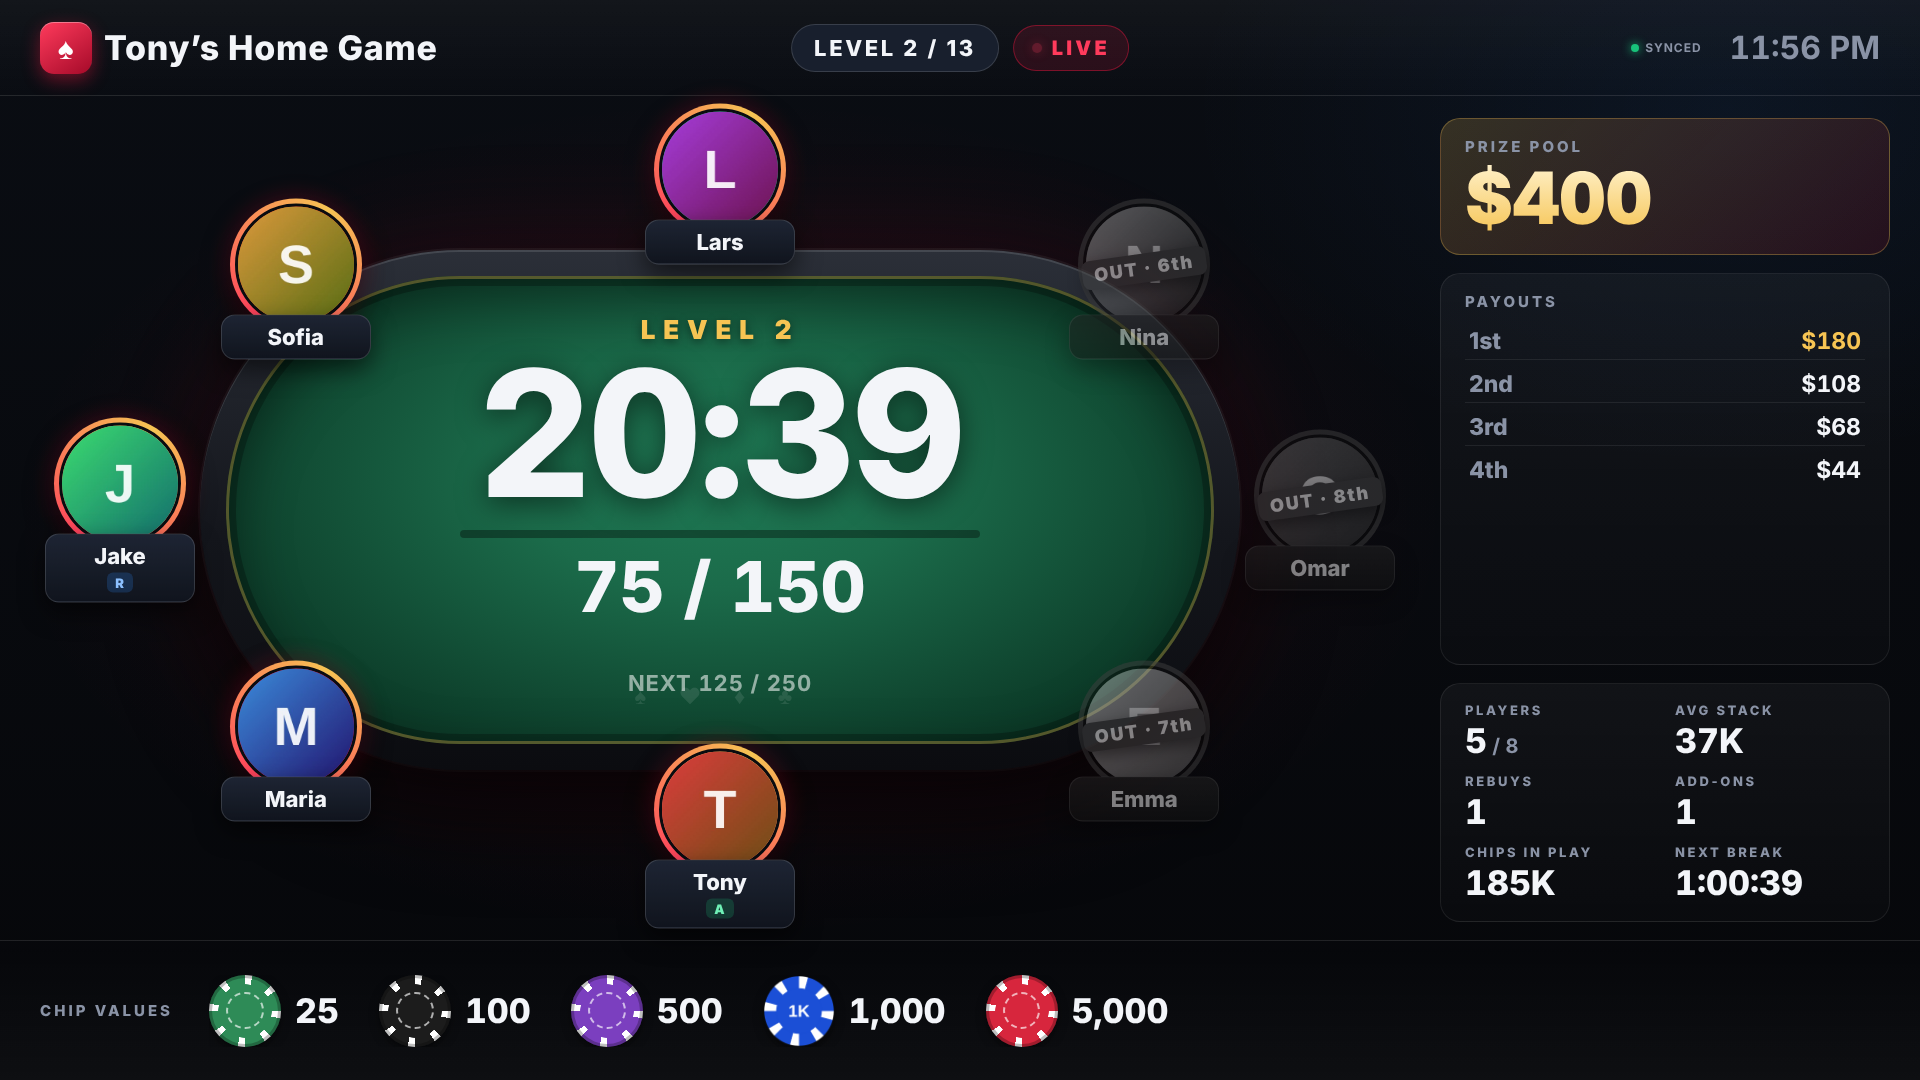 ♠ Tony's Home Game
LEVEL 2 / 13
LIVE
SYNCED
11:56 PM
L
Lars
S
Sofia
N
OUT · 6th
Nina
J
Jake
R
OUT · 8th
Omar
M
Maria
OUT · 7th
Emma
T
Tony
A
LEVEL 2
20:39
75 / 150
NEXT 125 / 250
♠ ♥ ♦ ♣
PRIZE POOL
$400
PAYOUTS
1st $180
2nd $108
3rd $68
4th $44
PLAYERS
5 / 8
AVG STACK
37K
REBUYS
1
ADD-ONS
1
CHIPS IN PLAY
185K
NEXT BREAK
1:00:39
CHIP VALUES
25
100
500
1K
1,000
5,000